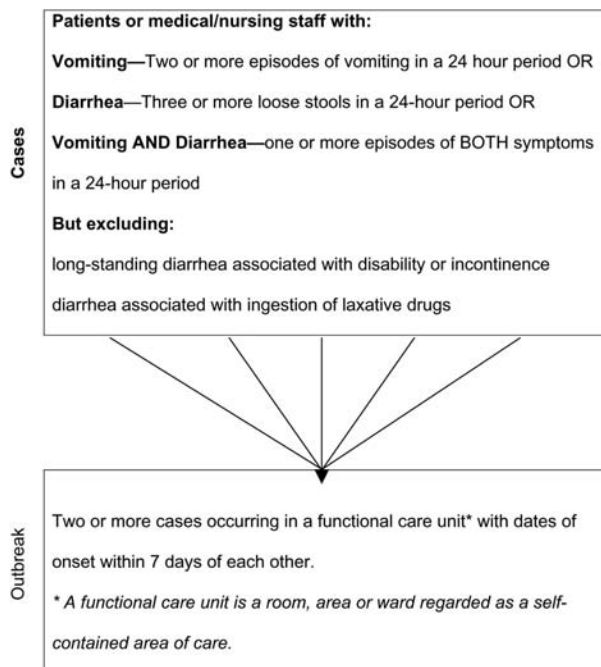 Patients or medical/nursing staff with:
Vomiting—Two or more episodes of vomiting in a 24 hour period OR
Diarrhea—Three or more loose stools in a 24-hour period OR
Vomiting AND Diarrhea—one or more episodes of BOTH symptoms
in a 24-hour period
But excluding:
long-standing diarrhea associated with disability or incontinence
diarrhea associated with ingestion of laxative drugs
Cases
Two or more cases occurring in a functional care unit* with dates of
onset within 7 days of each other.
* A functional care unit is a room, area or ward regarded as a self-
contained area of care.
Outbreak